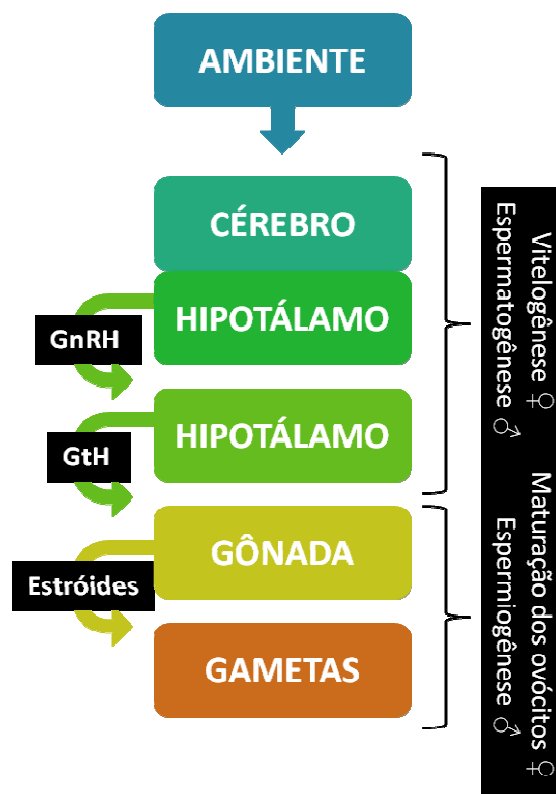 AMBIENTE
CÉREBRO
HIPOTÁLAMO
GnRH
HIPOTÁLAMO
GtH
GÔNADA
Estróides
GAMETAS
Vitelogênese ♀
Espermatogênese ♂
Maturação dos ovócitos ♀
Espermiogênese ♂